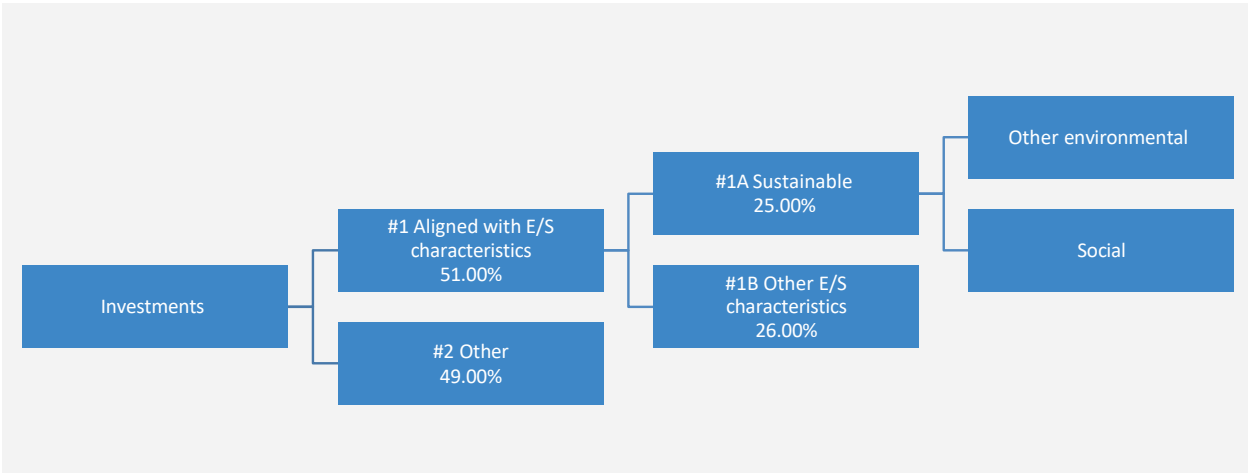 Investments
#1 Aligned with E/S
characteristics
51.00%
#2 Other
49.00%
#1A Sustainable
25.00%
#1B Other E/S
characteristics
26.00%
Other environmental
Social